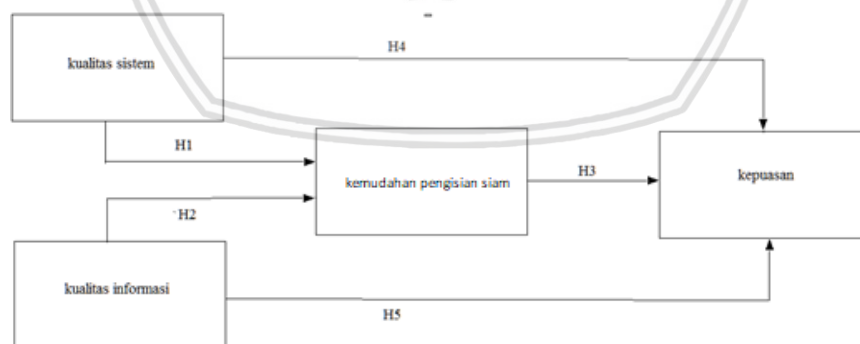 H4
kualitas sistem
H1
kemudahan pengisian siam
H3
kepuasan
H2
kualitas informasi
H5